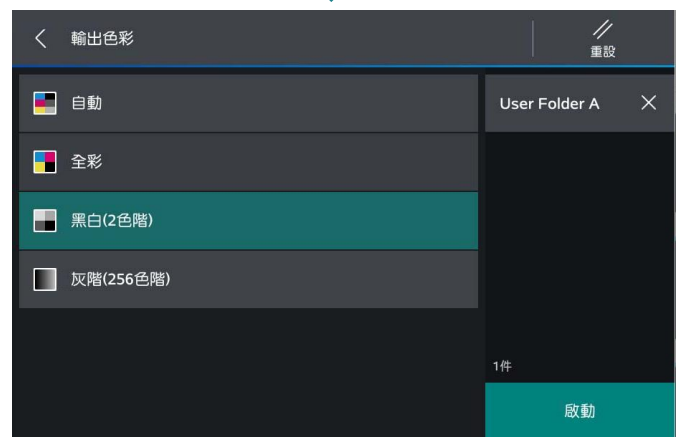 輸出色彩
重設
自動
User Folder A
全彩
黑白(2色階)
灰階(256色階)
1件
啟動